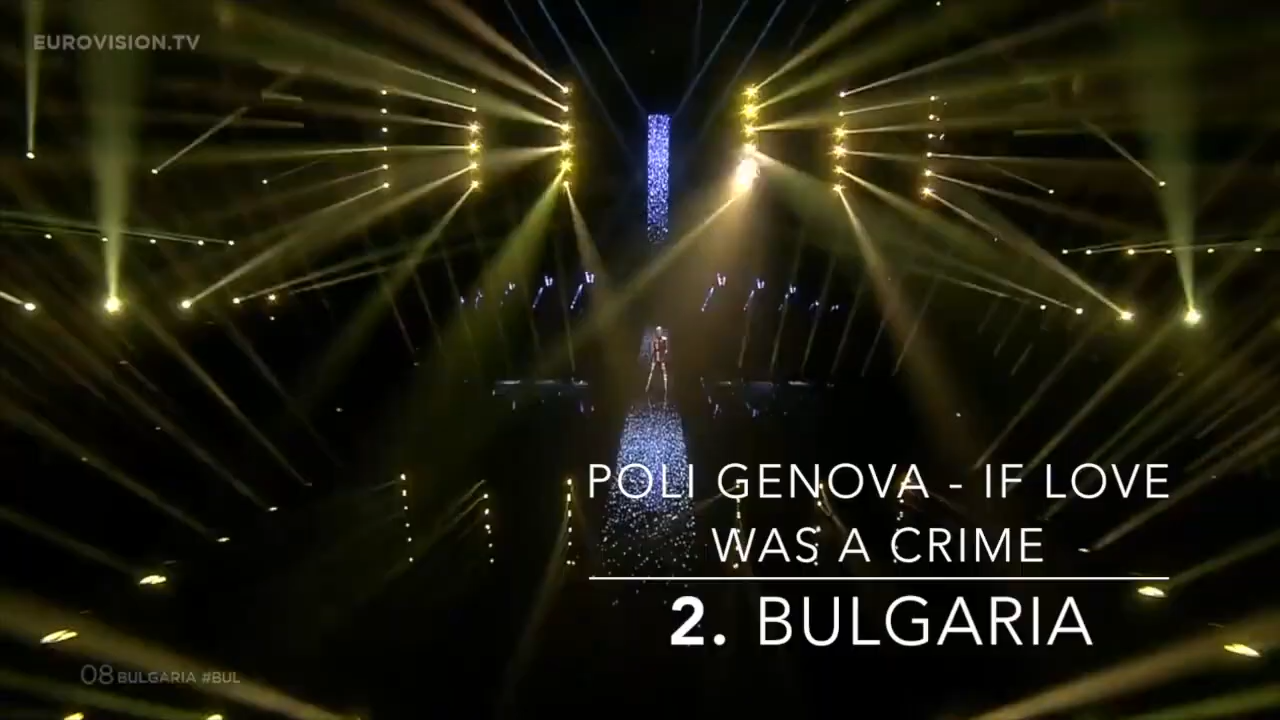 EUROVISION.TV
POLI GENOVA - IF LOVE
WAS A CRIME
2. BULGARIA
08 BULGARIA #BUL